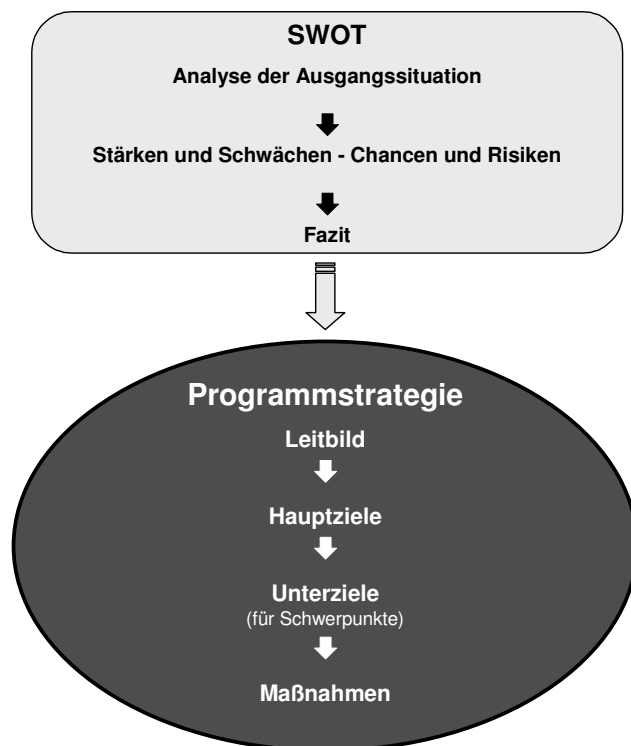 SWOT
Analyse der Ausgangssituation
Stärken und Schwächen - Chancen und Risiken
Fazit
Programmstrategie
Leitbild
Hauptziele
Unterziele
(für Schwerpunkte)
Maßnahmen